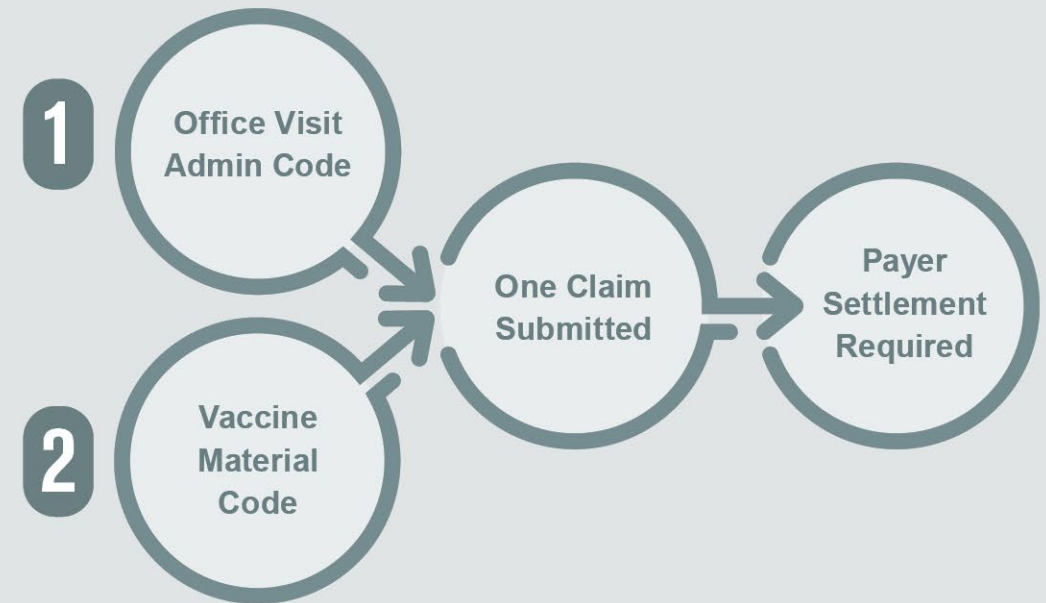 1
Office Visit
Admin Code
2
Vaccine
Material
Code
One Claim
Submitted
Payer
Settlement
Required